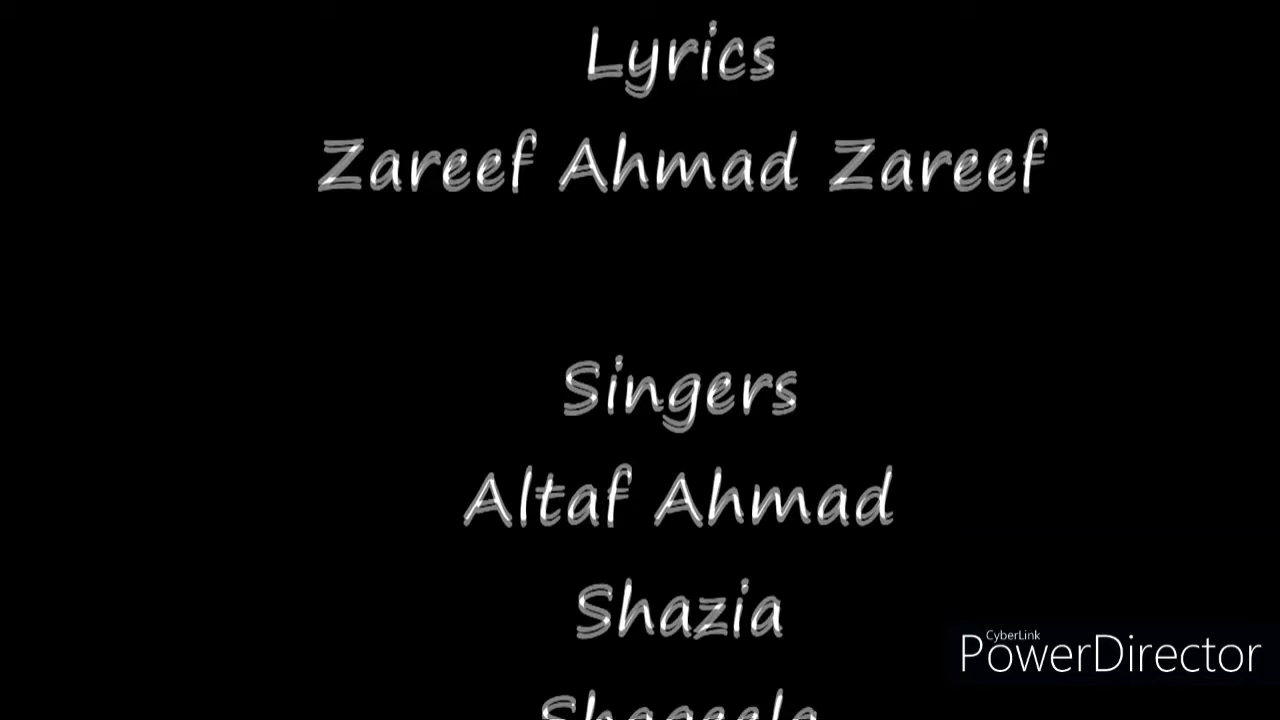 Lyrics
Zareef Ahmad Zareef
Singers
Altaf Ahmad
Shazia
CyberLink
PowerDirector